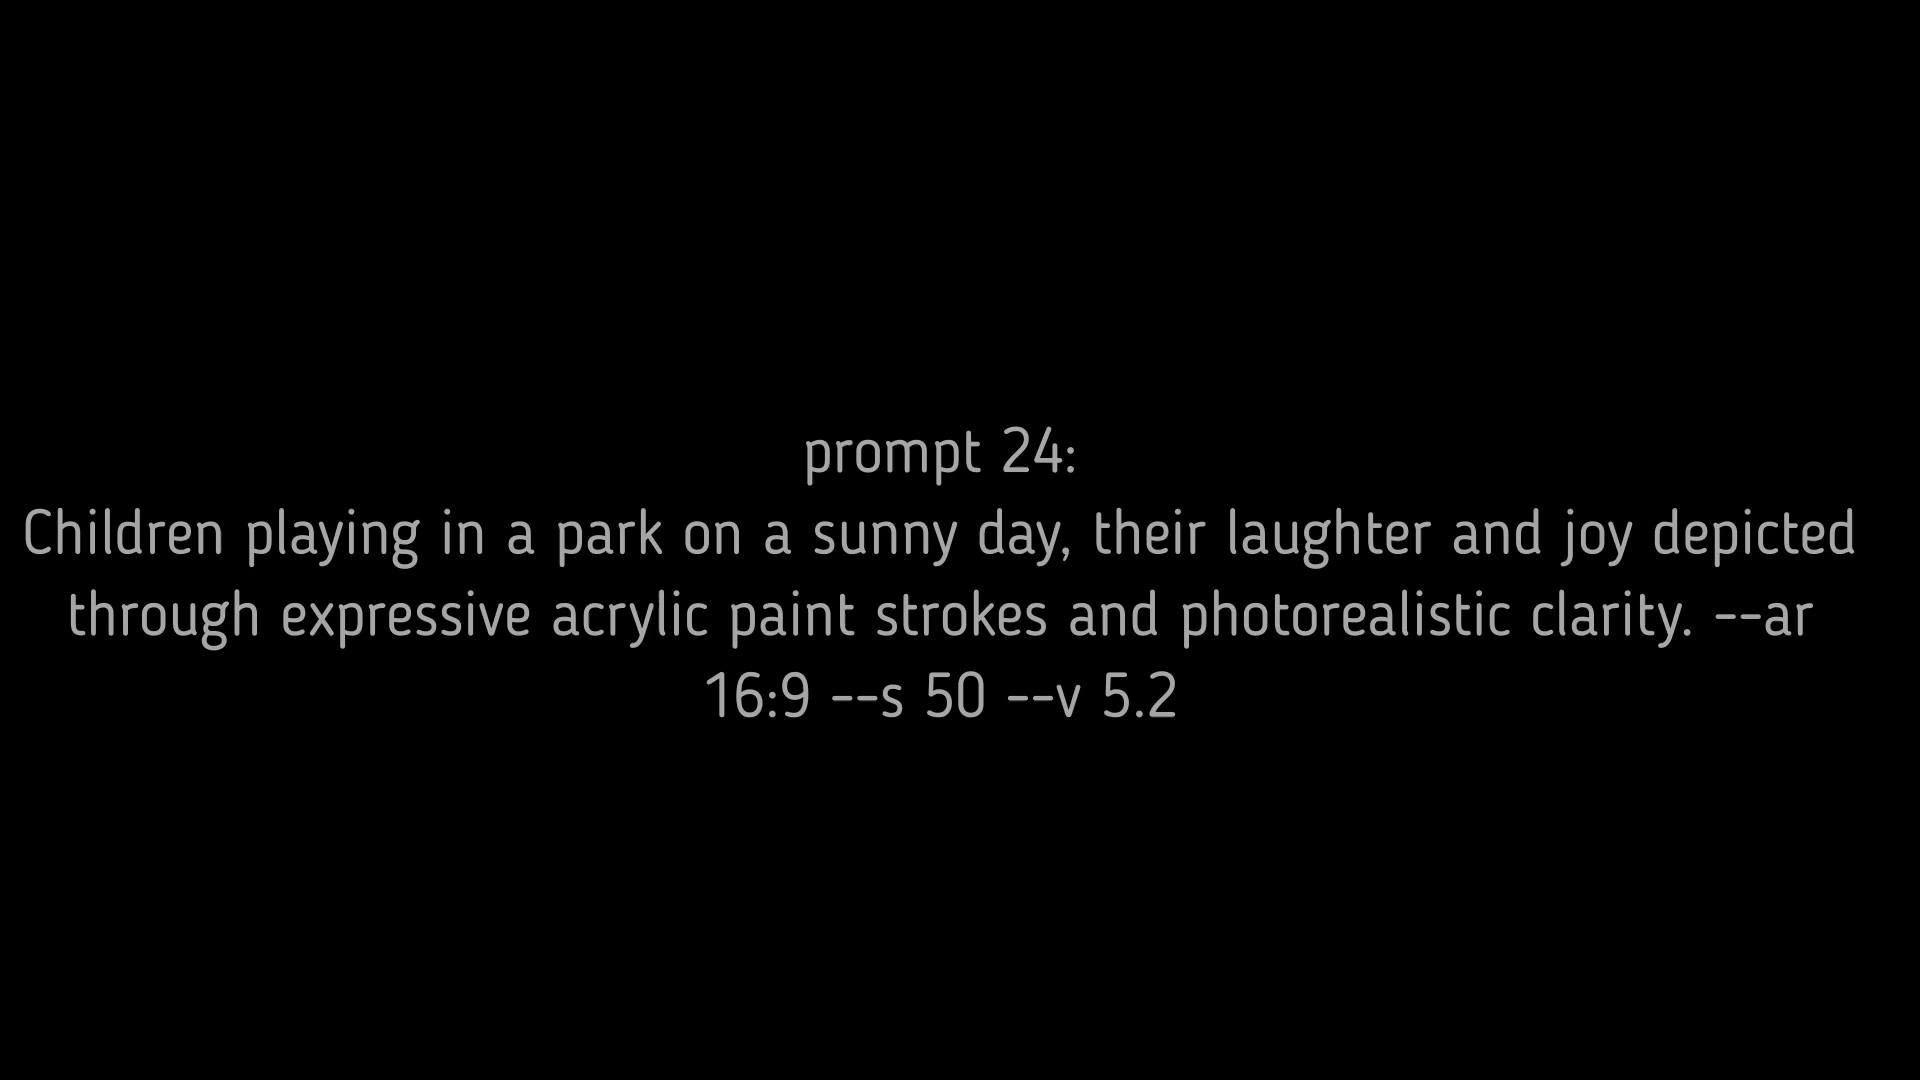 prompt 24:
Children playing in a park on a sunny day, their laughter and joy depicted
through expressive acrylic paint strokes and photorealistic clarity. --ar
16:9 --s 50 --v 5.2